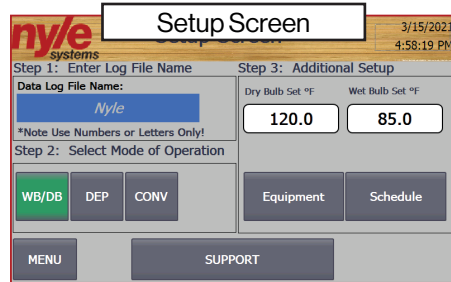 Setup Screen
nyle
systems
3/15/2021
4:58:19 PM
Step 1: Enter Log File Name
Data Log File Name:
Nyle
*Note Use Numbers or Letters Only!
Step 2: Select Mode of Operation
WB/DB DEP CONV
Step 3: Additional Setup
Dry Bulb Set °F Wet Bulb Set °F
120.0 85.0
Equipment Schedule
MENU SUPPORT